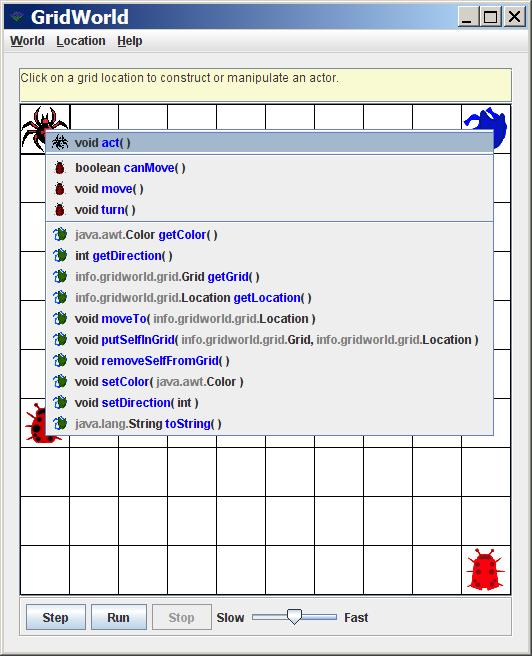 GridWorld
World Location Help
Click on a grid location to construct or manipulate an actor.
void act( )
boolean canMove( )
void move( )
void turn( )
java.awt.Color getColor( )
int getDirection( )
info.gridworld.grid.Grid getGrid( )
info.gridworld.grid.Location getLocation( )
void moveTo( info.gridworld.grid.Location )
void putSelfInGrid( info.gridworld.grid.Grid, info.gridworld.grid.Location )
void removeSelfFromGrid( )
void setColor( java.awt.Color )
void setDirection( int )
java.lang.String toString( )
Step Run Stop Slow Fast